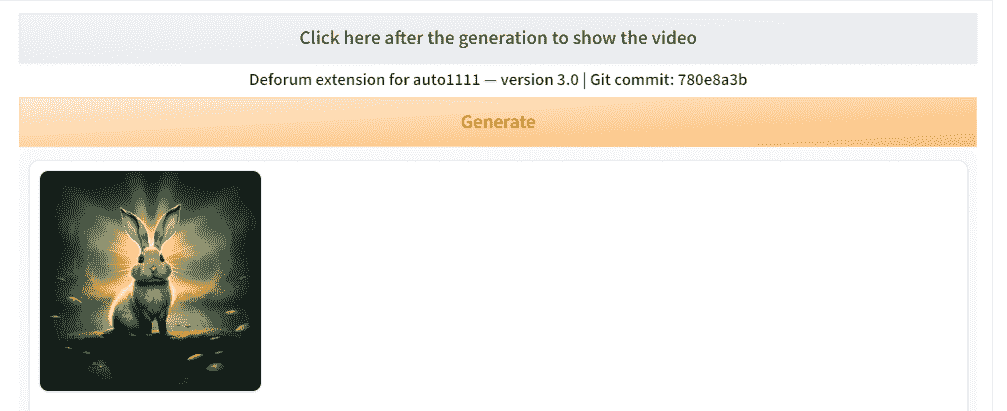 Click here after the generation to show the video
Deforum extension for auto1111 — version 3.0 | Git commit: 780e8a3b
Generate